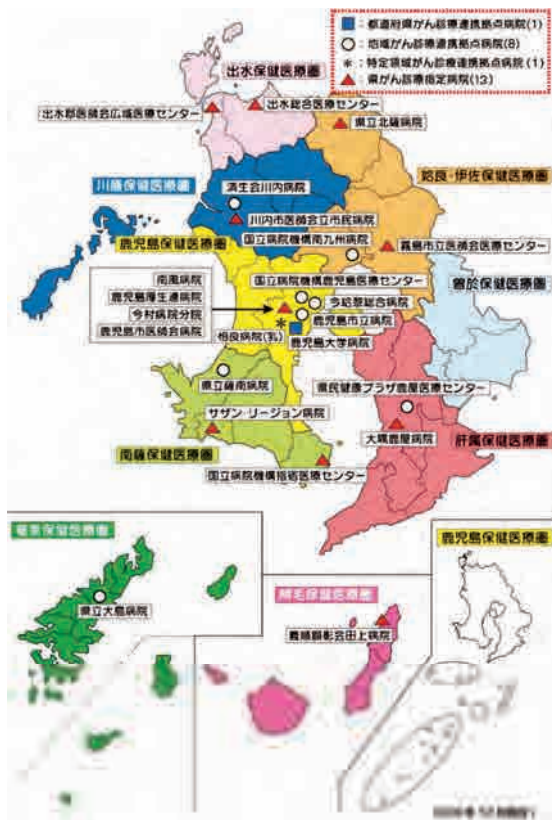 都道府県がん診療連携拠点病院(1)
地域がん診療連携拠点病院(8)
特定領域がん診療連携拠点病院(1)
県がん診療指定病院(13)
出水保健医療圏
出水郡医師会広域医療センター
出水総合医療センター
県立北薩病院
川薩保健医療圏
姶良・伊佐保健医療圏
済生会川内病院
川内市医師会立市民病院
鹿児島保健医療圏
国立病院機構南九州病院
霧島市立医師会医療センター
曽於保健医療圏
南風病院
鹿児島厚生連病院
今村病院分院
鹿児島市医師会病院
国立病院機構鹿児島医療センター
今給黎総合病院
鹿児島市立病院
相良病院(乳)
鹿児島大学病院
県立薩南病院
県民健康プラザ鹿屋医療センター
サザン・リージョン病院
大隅鹿屋病院
南薩保健医療圏
肝属保健医療圏
国立病院機構指宿医療センター
奄美保健医療圏
鹿児島保健医療圏
熊毛保健医療圏
県立大島病院
義順顕彰会田上病院